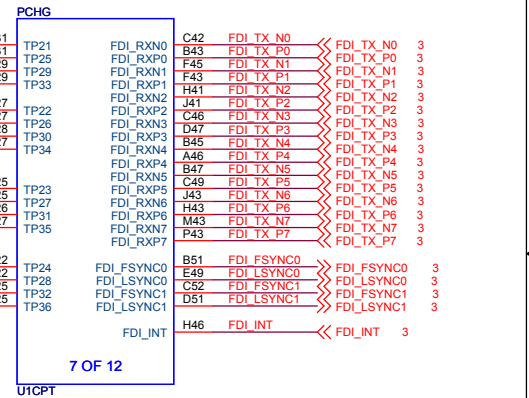 PCHG
TP21 FDI_RXN0 C42 FDI_TX_N0 FDI_TX_N0 3
TP25 FDI_RXP0 B43 FDI_TX_P0 FDI_TX_P0 3
TP29 FDI_RXN1 F45 FDI_TX_N1 FDI_TX_N1 3
TP33 FDI_RXP1 F43 FDI_TX_P1 FDI_TX_P1 3
FDI_RXN2 H41 FDI_TX_N2 FDI_TX_N2 3
TP22 FDI_RXP2 J41 FDI_TX_P2 FDI_TX_P2 3
TP26 FDI_RXN3 C46 FDI_TX_N3 FDI_TX_N3 3
TP30 FDI_RXP3 D47 FDI_TX_P3 FDI_TX_P3 3
TP34 FDI_RXN4 B45 FDI_TX_N4 FDI_TX_N4 3
FDI_RXP4 A46 FDI_TX_P4 FDI_TX_P4 3
FDI_RXN5 B47 FDI_TX_N5 FDI_TX_N5 3
TP23 FDI_RXP5 C49 FDI_TX_P5 FDI_TX_P5 3
TP27 FDI_RXN6 J43 FDI_TX_N6 FDI_TX_N6 3
TP31 FDI_RXP6 H43 FDI_TX_P6 FDI_TX_P6 3
TP35 FDI_RXN7 M43 FDI_TX_N7 FDI_TX_N7 3
FDI_RXP7 P43 FDI_TX_P7 FDI_TX_P7 3
TP24 FDI_FSYNC0 B51 FDI_FSYNC0 FDI_FSYNC0 3
TP28 FDI_LSYNC0 E49 FDI_LSYNC0 FDI_LSYNC0 3
TP32 FDI_FSYNC1 C52 FDI_FSYNC1 FDI_FSYNC1 3
TP36 FDI_LSYNC1 D51 FDI_LSYNC1 FDI_LSYNC1 3
FDI_INT H46 FDI_INT FDI_INT 3
7 OF 12
U1CPT